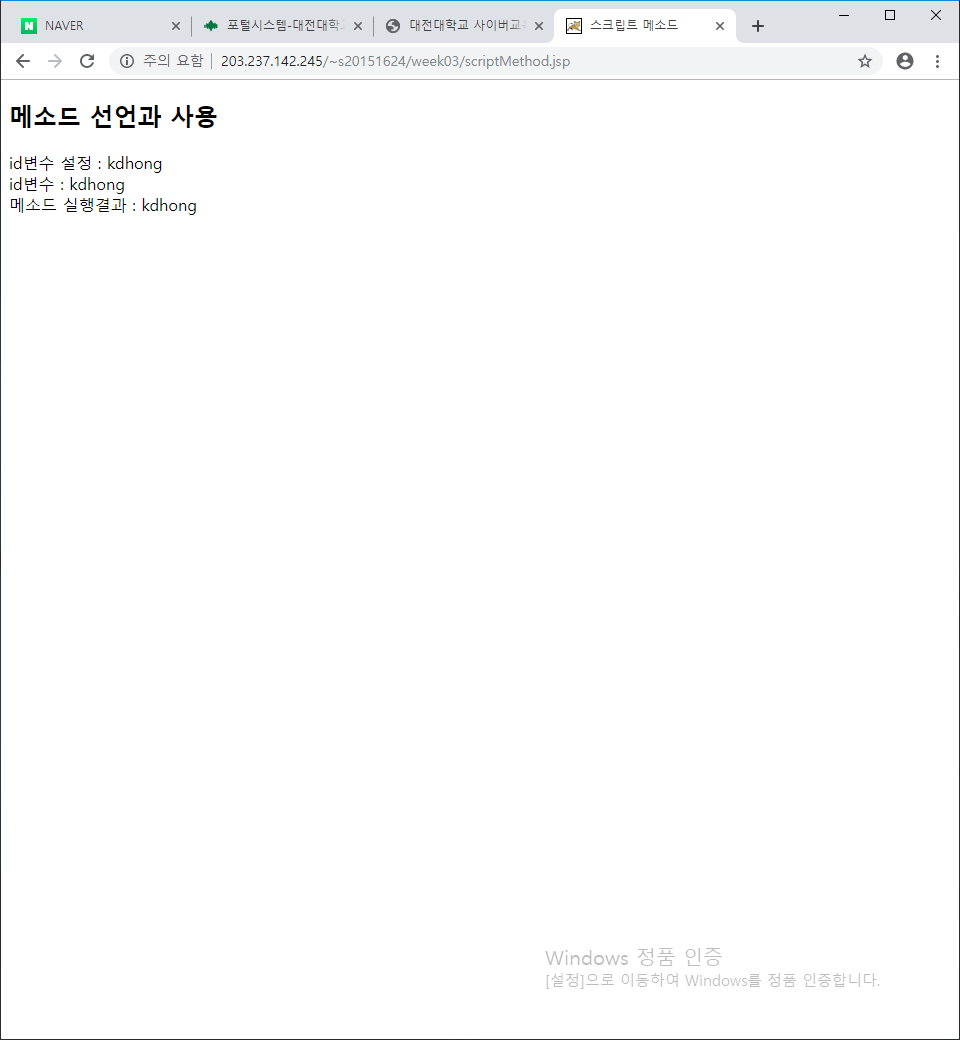 NAVER
포털시스템-대전대학교
대전대학교 사이버교육
스크립트 메소드
주의 요함 | 203.237.142.245/~s20151624/week03/scriptMethod.jsp
메소드 선언과 사용
id변수 설정 : kdhong
id변수 : kdhong
메소드 실행결과 : kdhong
Windows 정품 인증
[설정]으로 이동하여 Windows를 정품 인증합니다.